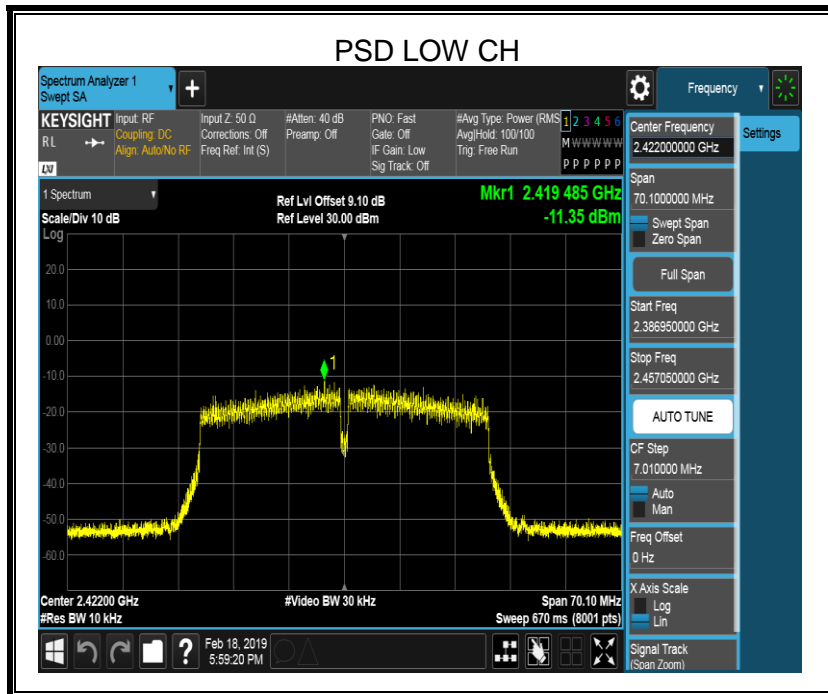 PSD LOW CH
Spectrum Analyzer 1
Swept SA
+
Frequency
KEYSIGHT
RL
LXI
Input: RF
Coupling: DC
Align: Auto/No RF
Input Z: 50 Ω
Corrections: Off
Freq Ref: Int (S)
#Atten: 40 dB
Preamp: Off
PNO: Fast
Gate: Off
IF Gain: Low
Sig Track: Off
#Avg Type: Power (RMS
Avg|Hold: 100/100
Trig: Free Run
1 2 3 4 5 6
M W W W W W
P P P P P P
1 Spectrum
Scale/Div 10 dB
Ref Lvl Offset 9.10 dB
Ref Level 30.00 dBm
Mkr1 2.419 485 GHz
-11.35 dBm
Log
20.0
10.0
0.00
-10.0
-20.0
-30.0
-40.0
-50.0
-60.0
1
Center 2.42200 GHz
#Res BW 10 kHz
#Video BW 30 kHz
Span 70.10 MHz
Sweep 670 ms (8001 pts)
Center Frequency
2.422000000 GHz
Settings
Span
70.1000000 MHz
Swept Span
Zero Span
Full Span
Start Freq
2.386950000 GHz
Stop Freq
2.457050000 GHz
AUTO TUNE
CF Step
7.010000 MHz
Auto
Man
Freq Offset
0 Hz
X Axis Scale
Log
Lin
Signal Track
(Span Zoom)
?
Feb 18, 2019
5:59:20 PM